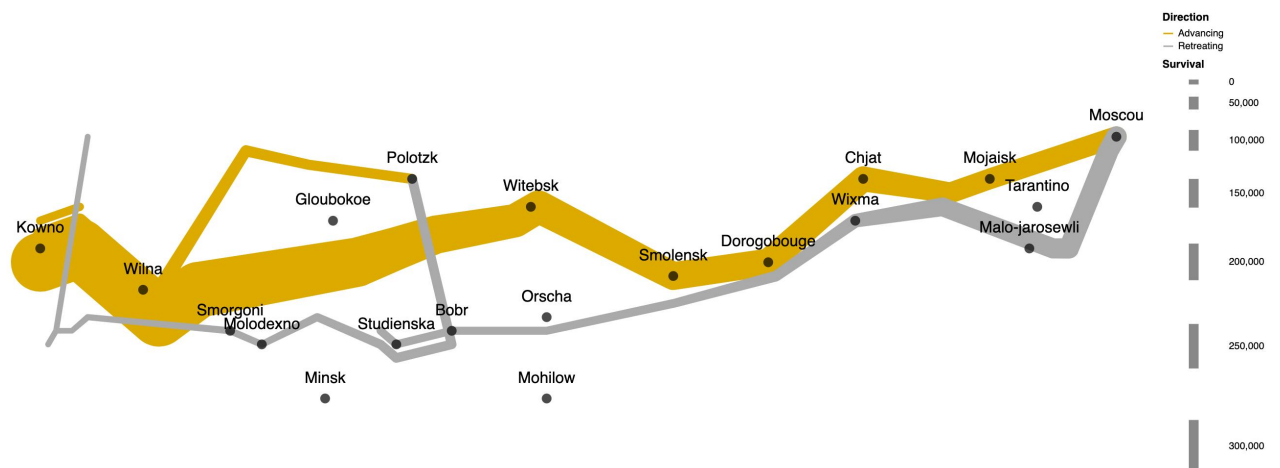 Direction
Advancing
Retreating
Survival
0
50,000
100,000
150,000
200,000
250,000
300,000
Moscou
Polotzk
Chjat
Mojaisk
Gloubokoe
Witebsk
Wixma
Tarantino
Kowno
Malo-jarosewli
Wilna
Smolensk
Dorogobouge
Smorgoni
Orscha
Molodexno
Studienska
Bobr
Minsk
Mohilow